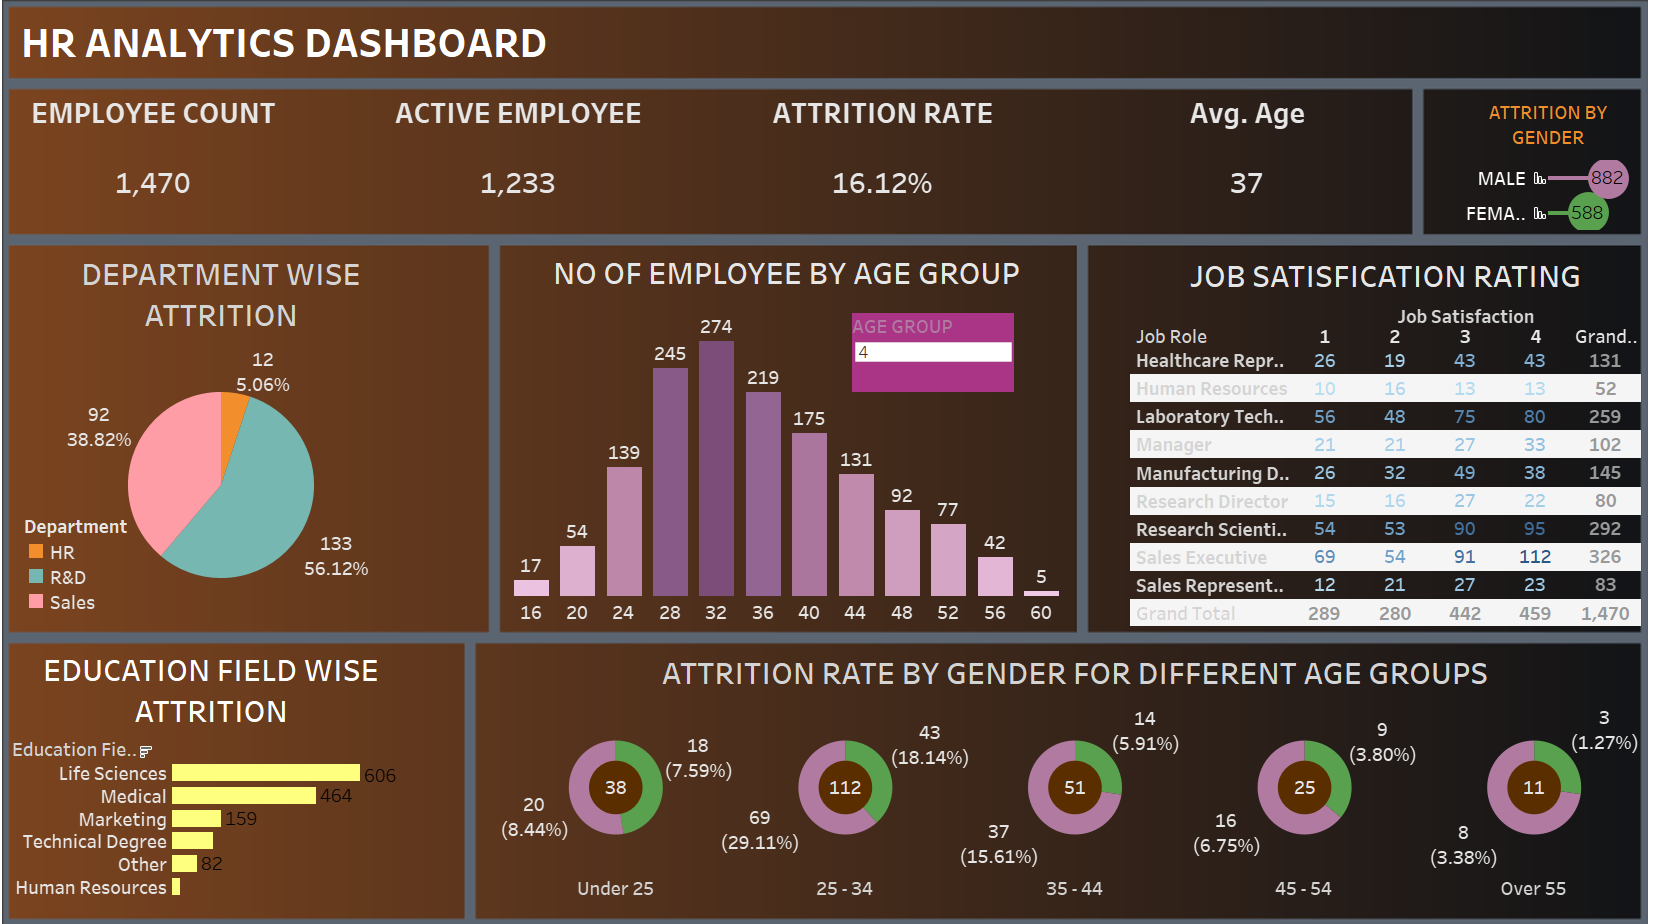 HR ANALYTICS DASHBOARD
EMPLOYEE COUNT
1,470
ACTIVE EMPLOYEE
1,233
ATTRITION RATE
16.12%
Avg. Age
37
ATTRITION BY
GENDER
MALE 882
FEMA.. 588
DEPARTMENT WISE
ATTRITION
12
5.06%
92
38.82%
133
56.12%
Department
HR
R&D
Sales
NO OF EMPLOYEE BY AGE GROUP
AGE GROUP
4
17 54 139 245 274 219 175 131 92 77 42 5
16 20 24 28 32 36 40 44 48 52 56 60
JOB SATISFICATION RATING
Job Satisfaction
Job Role 1 2 3 4 Grand..
Healthcare Repr.. 26 19 43 43 131
Human Resources 10 16 13 13 52
Laboratory Tech.. 56 48 75 80 259
Manager 21 21 27 33 102
Manufacturing D.. 26 32 49 38 145
Research Director 15 16 27 22 80
Research Scienti.. 54 53 90 95 292
Sales Executive 69 54 91 112 326
Sales Represent.. 12 21 27 23 83
Grand Total 289 280 442 459 1,470
EDUCATION FIELD WISE
ATTRITION
Education Fie..
Life Sciences 606
Medical 464
Marketing 159
Technical Degree
Other 82
Human Resources
ATTRITION RATE BY GENDER FOR DIFFERENT AGE GROUPS
18
(7.59%)
38
20
(8.44%)
Under 25
43
(18.14%)
112
69
(29.11%)
25 - 34
14
(5.91%)
51
37
(15.61%)
35 - 44
9
(3.80%)
25
16
(6.75%)
45 - 54
3
(1.27%)
11
8
(3.38%)
Over 55